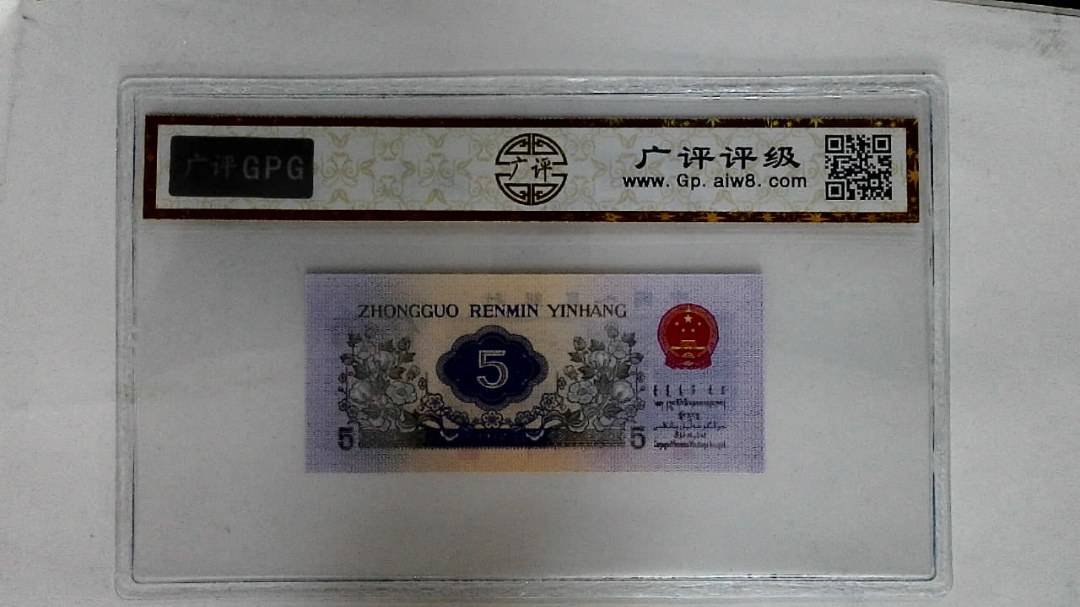 广评GPG
广评
广评评级
www.Gp.aiw8.com
ZHONGGUO RENMIN YINHANG
5
5
5